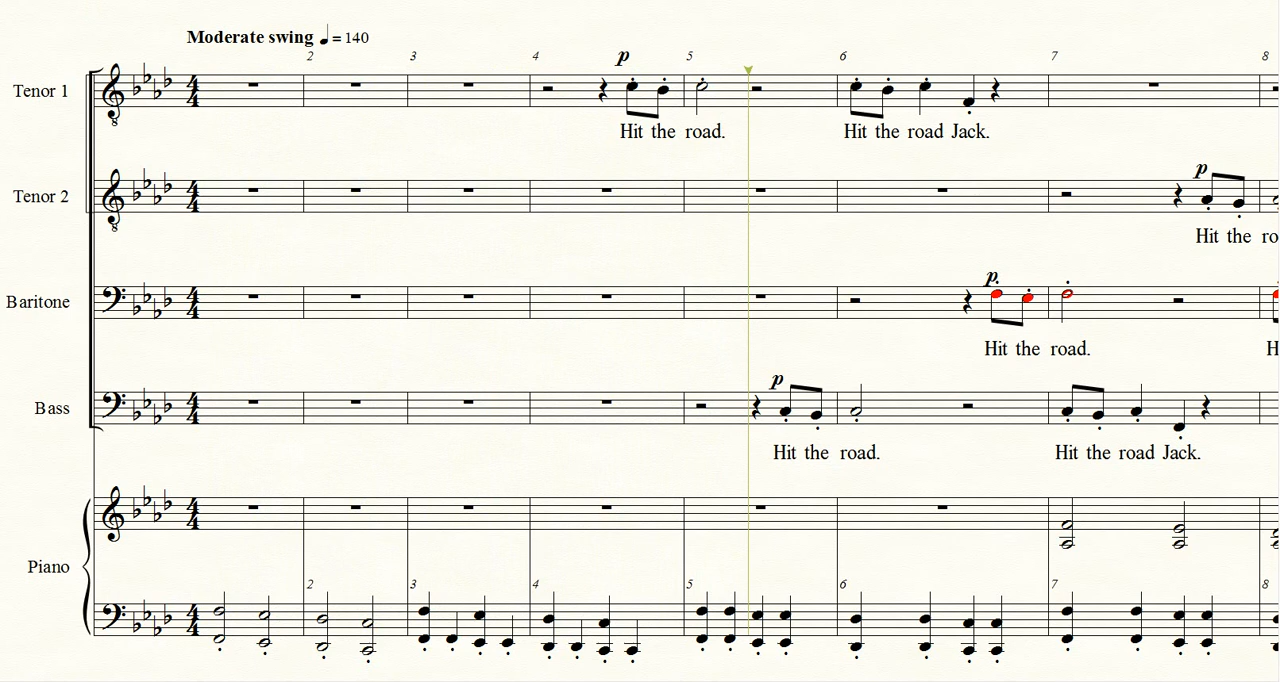 Moderate swing ♩ = 140
2 3 4 p 5 6 7 8
Tenor 1
Hit the road. Hit the road Jack.
p
Tenor 2
Hit the ro
p
Baritone
Hit the road. H
p
Bass
Hit the road. Hit the road Jack.
Piano
2 3 4 5 6 7 8